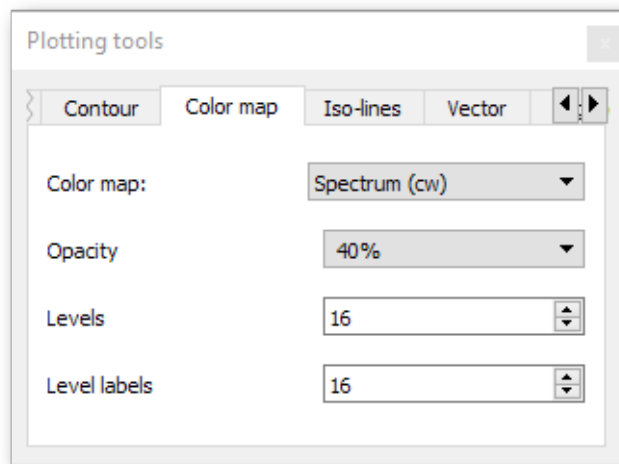 Plotting tools
Contour Color map Iso-lines Vector
Color map: Spectrum (cw)
Opacity 40%
Levels 16
Level labels 16